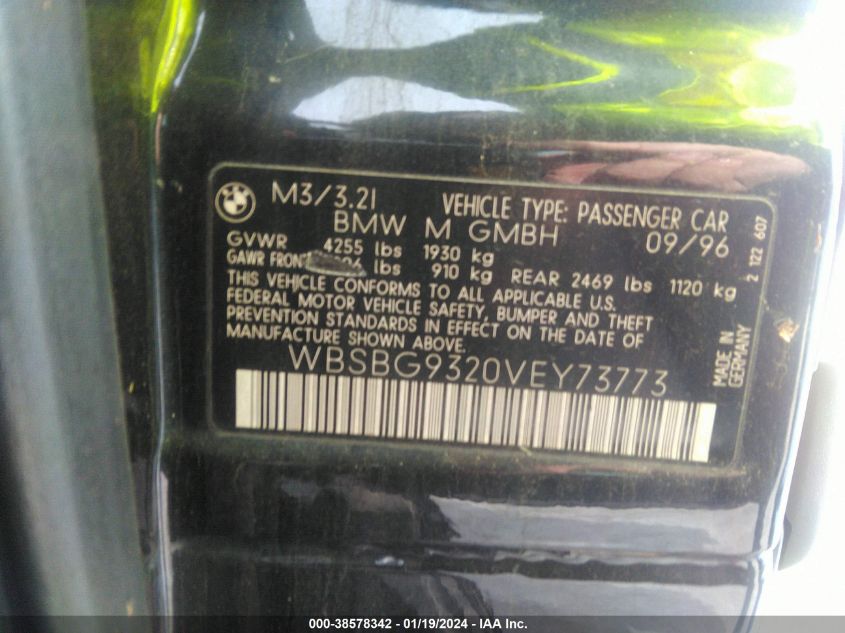 BMW
M3/3.2I VEHICLE TYPE: PASSENGER CAR
BMW M GMBH 09/96
GVWR 4255 lbs 1930 kg
GAWR FRONT lbs 910 kg REAR 2469 lbs 1120 kg
THIS VEHICLE CONFORMS TO ALL APPLICABLE U.S.
FEDERAL MOTOR VEHICLE SAFETY, BUMPER AND THEFT
PREVENTION STANDARDS IN EFFECT ON THE DATE OF
MANUFACTURE SHOWN ABOVE.
WBSBG9320VEY73773
MADE IN
GERMANY
2 122 607
000-38578342 - 01/19/2024 - IAA Inc.